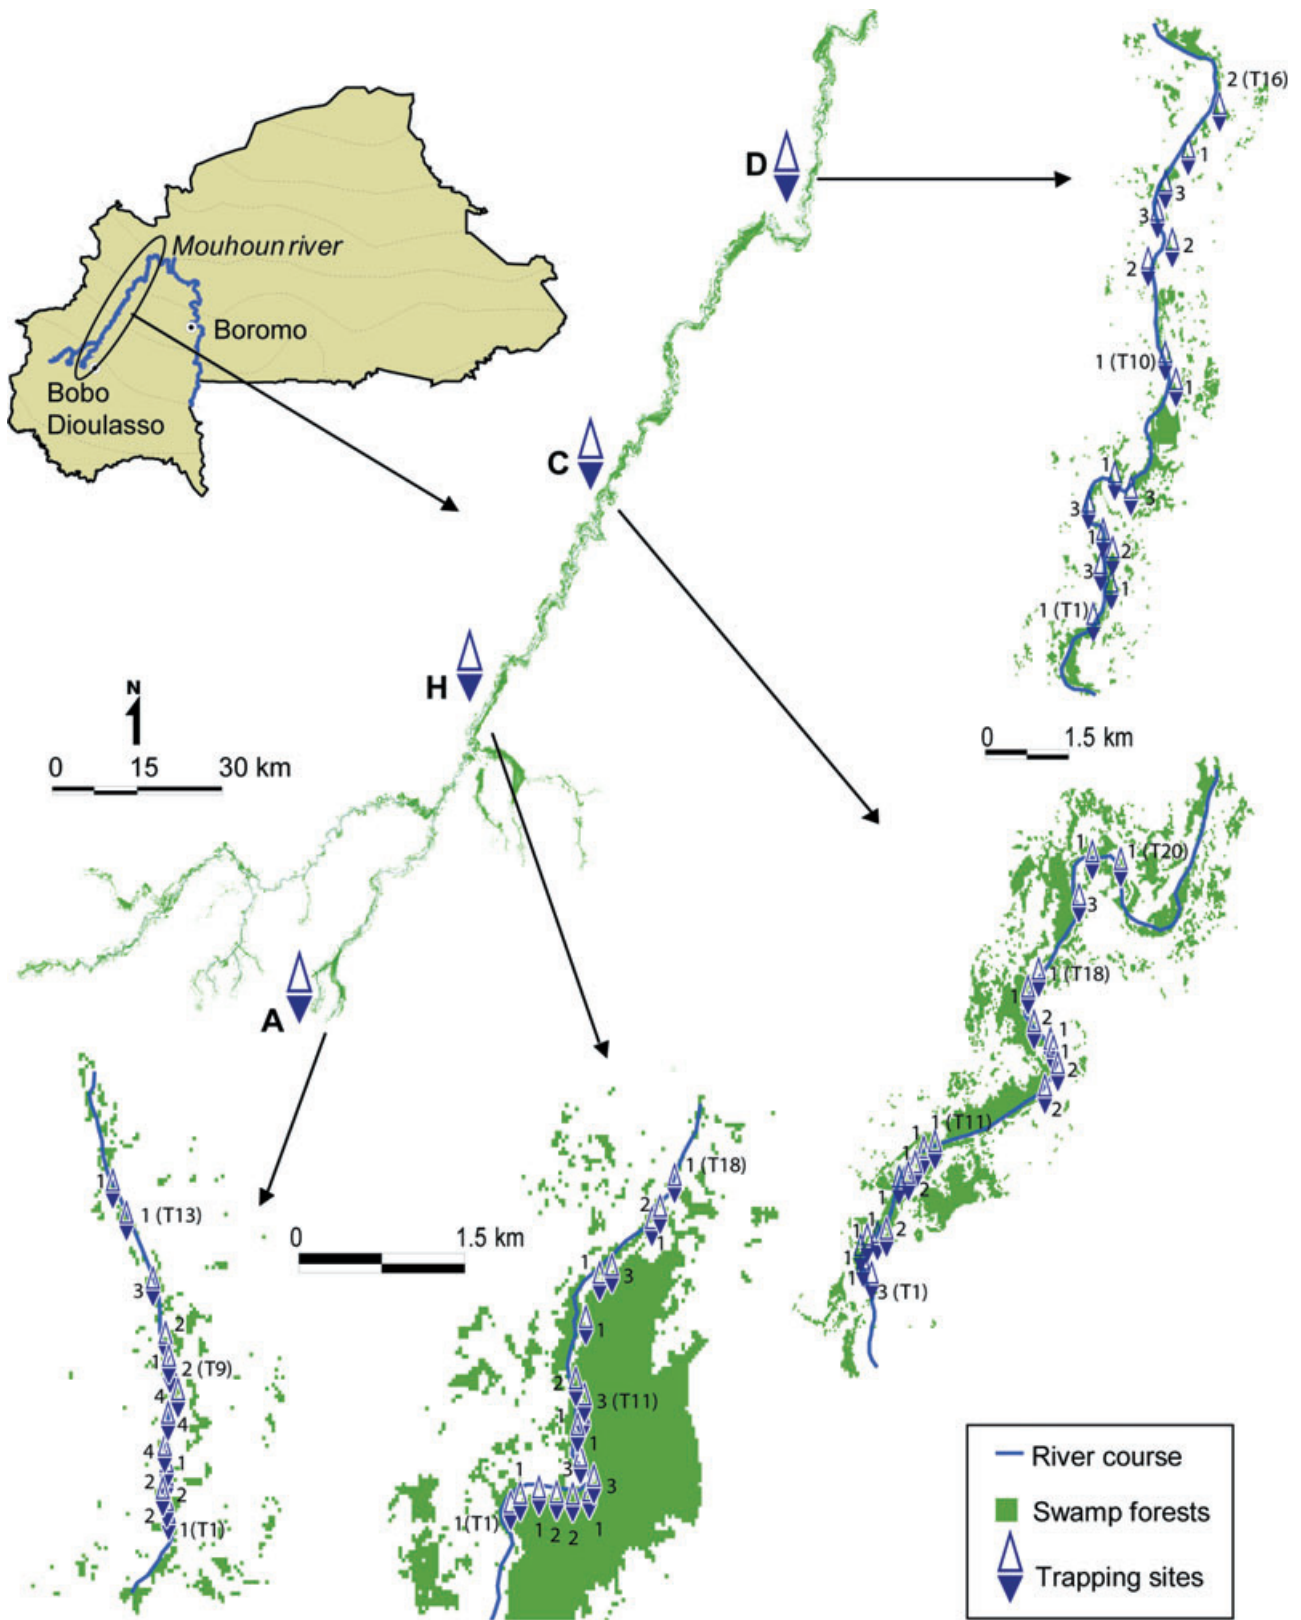 Mouhoun river
Boromo
Bobo
Dioulasso
D
C
H
A
N
0 15 30 km
2 (T16)
1
3
3
2
2
1 (T10)
1
1
3
3
1
2
3
1
1 (T1)
0 1.5 km
1
1 (T20)
3
1 (T18)
1
2
1
1
2
2
1 (T11)
1
1
2
1
1
2
1
1
1
3 (T1)
1
1 (T13)
3
2
1
2 (T9)
4
4
4
1
2
2
2
1(T1)
0 1.5 km
1 (T18)
2
1
1
3
1
2
3 (T11)
1
1
3
3
1
1(T1)
1
2
2
1
River course
Swamp forests
Trapping sites